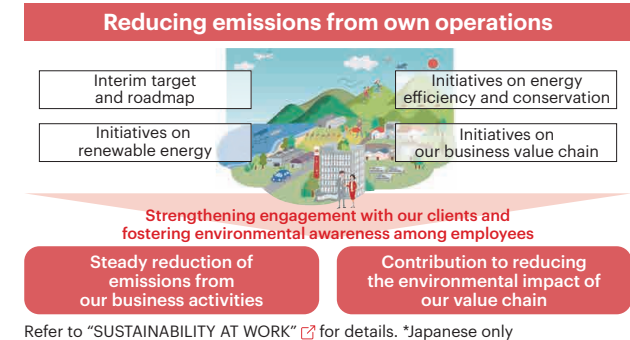 Reducing emissions from own operations
Interim target
and roadmap
Initiatives on energy
efficiency and conservation
Initiatives on
renewable energy
Initiatives on
our business value chain
Strengthening engagement with our clients and
fostering environmental awareness among employees
Steady reduction of
emissions from
our business activities
Contribution to reducing
the environmental impact of
our value chain
Refer to “SUSTAINABILITY AT WORK” for details. *Japanese only